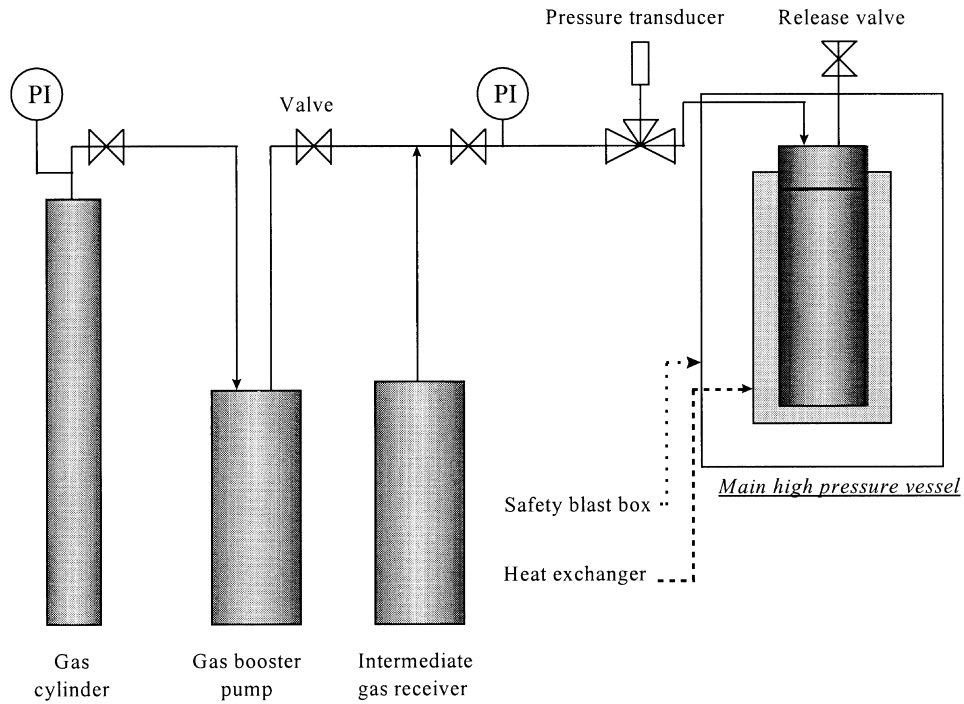 Pressure transducer
Release valve
PI
Valve
PI
Safety blast box
Main high pressure vessel
Heat exchanger
Gas
cylinder
Gas booster
pump
Intermediate
gas receiver